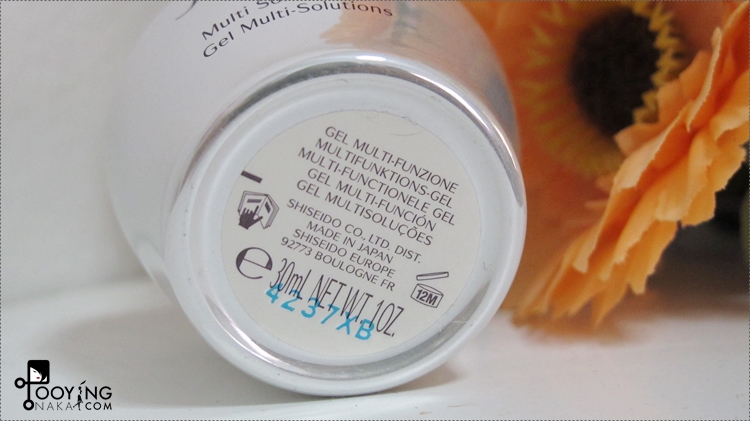 Multi So
Gel Multi-Solutions
GEL MULTI-FUNZIONE
MULTIFUNKTIONS-GEL
MULTI-FUNCTIONELE GEL
GEL MULTI-FUNCIÓN
GEL MULTISOLUÇÕES
SHISEIDO CO., LTD. DIST.
MADE IN JAPAN
SHISEIDO EUROPE
92773 BOULOGNE FR
e 30mL NET WT. 1OZ.
12M
4237XB
POOYING
NAKA.COM